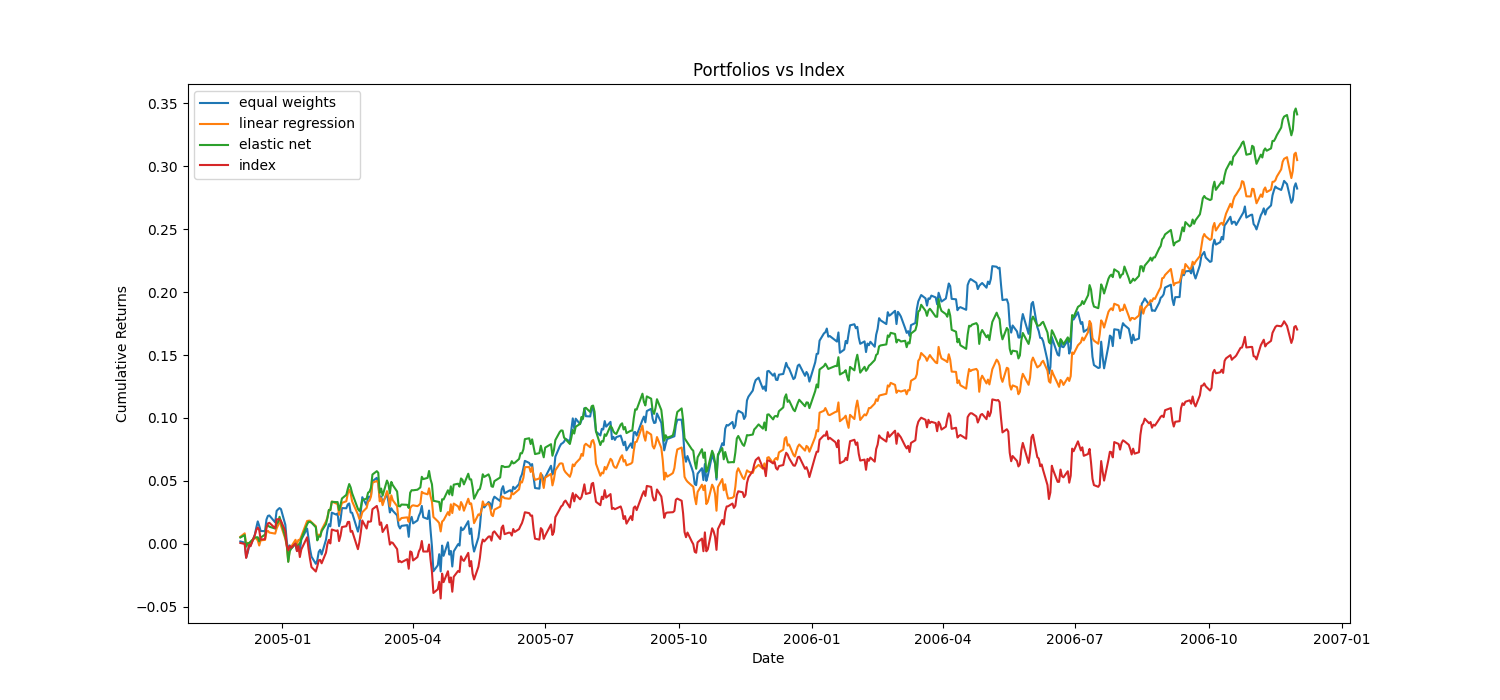 Portfolios vs Index
equal weights
linear regression
elastic net
index
Cumulative Returns
0.35
0.30
0.25
0.20
0.15
0.10
0.05
0.00
−0.05
2005-01 2005-04 2005-07 2005-10 2006-01 2006-04 2006-07 2006-10 2007-01
Date